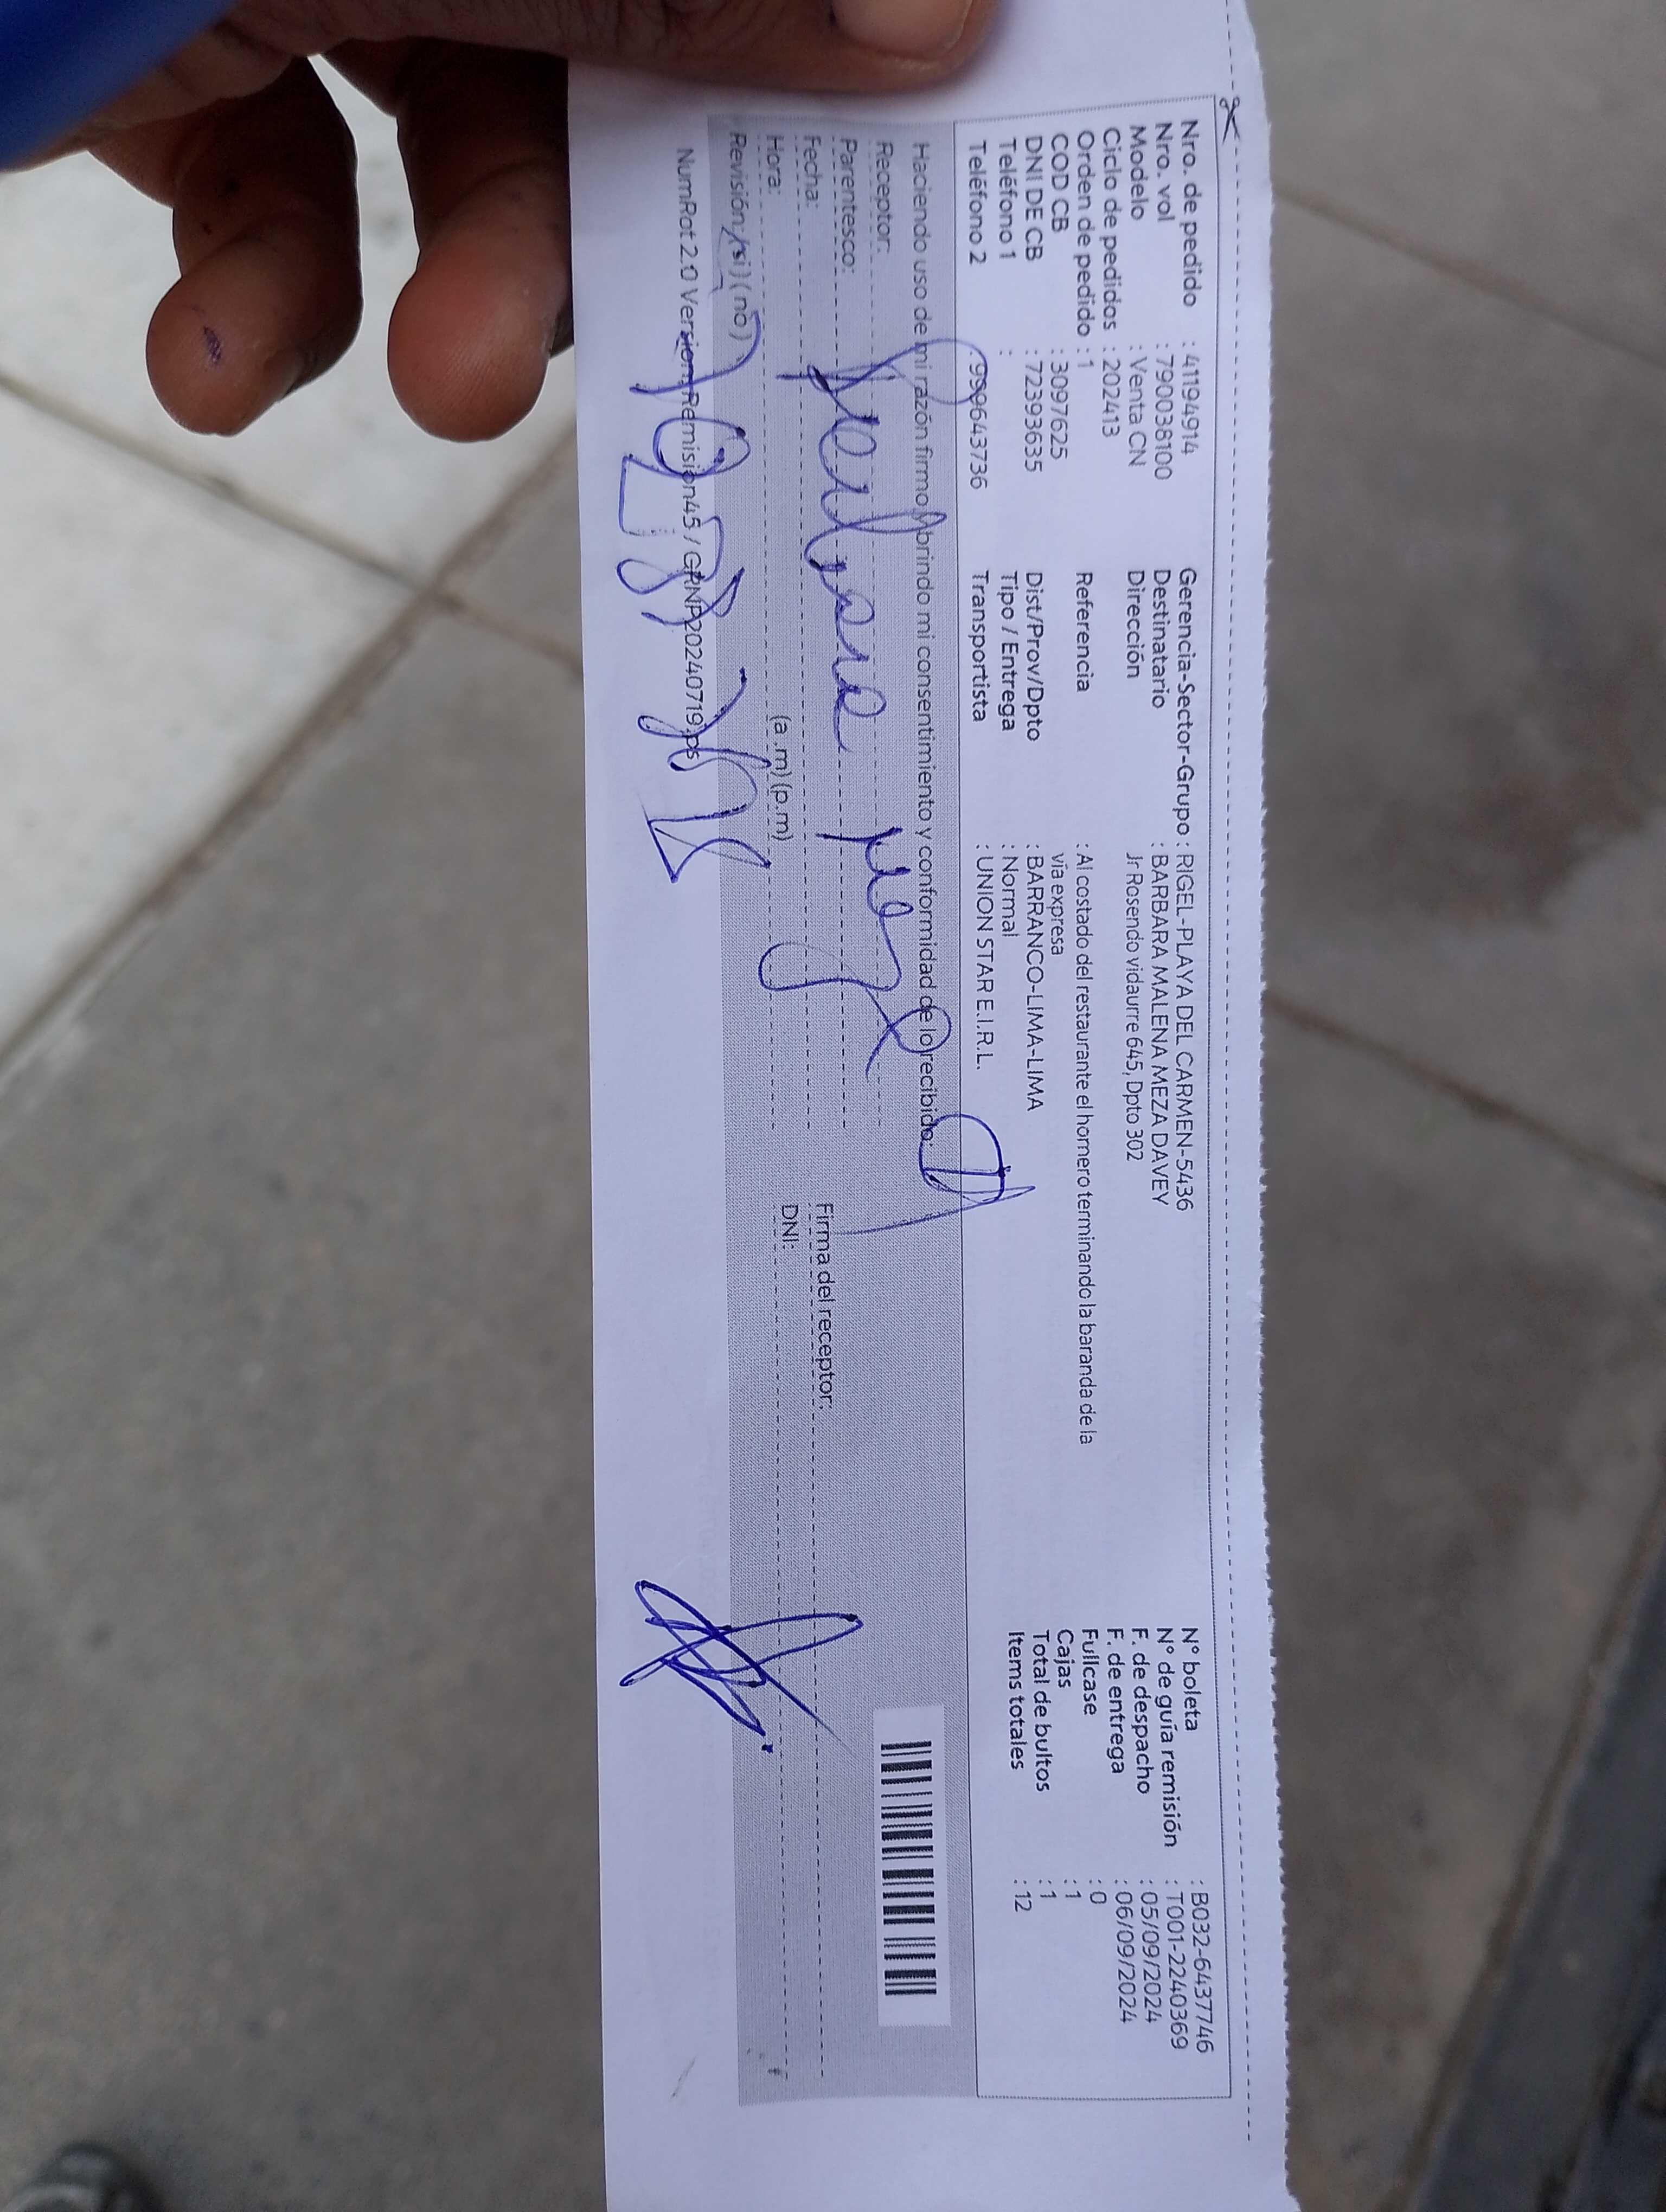 Nro. de pedido : 41194914
Nro. vol : 790038100
Modelo : Venta CN
Ciclo de pedidos : 202413
Orden de pedido : 1
COD CB : 3097625
DNI DE CB : 72393635
Teléfono 1 :
Teléfono 2 : 999643736
Gerencia-Sector-Grupo : RIGEL-PLAYA DEL CARMEN-5436
Destinatario : BARBARA MALENA MEZA DAVEY
Dirección Jr Rosendo vidaurre 645, Dpto 302
Referencia : Al costado del restaurante el hornero terminando la baranda de la
via expresa
Dist/Prov/Dpto : BARRANCO-LIMA-LIMA
Tipo / Entrega : Normal
Transportista : UNION STAR E.I.R.L.
N° boleta : B032-6437746
N° de guía remisión : T001-2240369
F. de despacho : 05/09/2024
F. de entrega : 06/09/2024
Fullcase : 0
Cajas : 1
Total de bultos : 1
Items totales : 12
Haciendo uso de mi razón firmo y brindo mi consentimiento y conformidad de lo recibido:
Receptor:
Parentesco:
Fecha:
Hora: (a .m) (p.m)
Revisión (si) (no)
Firma del receptor:
DNI:
NumRot 2.0 Version Remision45 / GRNP20240719.ps